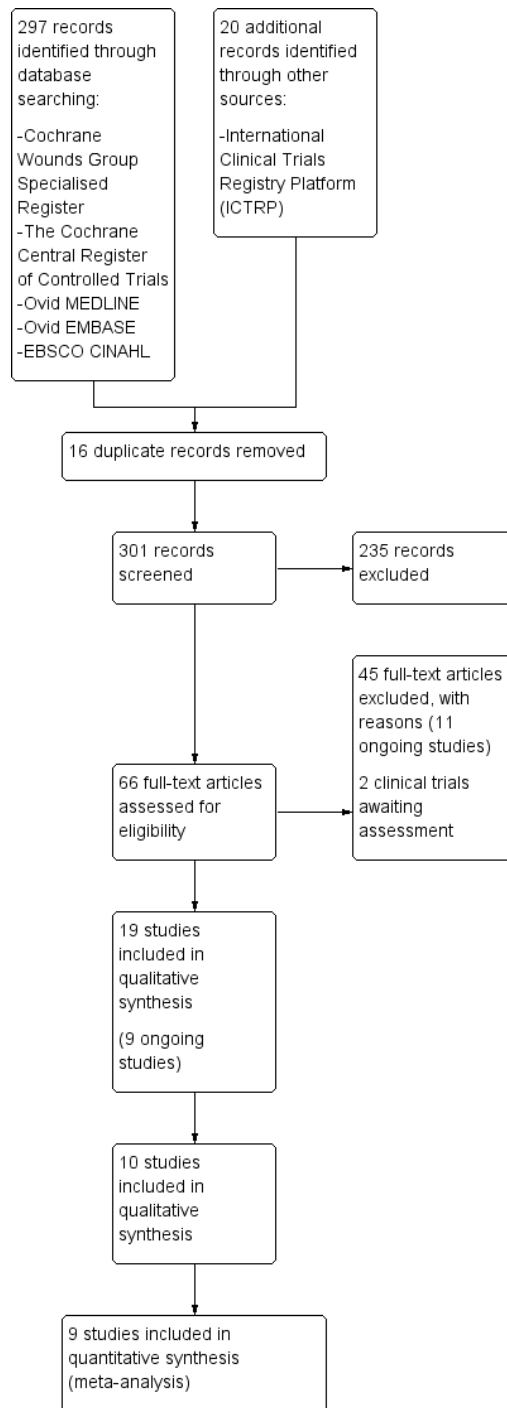 297 records
identified through
database
searching:
-Cochrane
Wounds Group
Specialised
Register
-The Cochrane
Central Register
of Controlled Trials
-Ovid MEDLINE
-Ovid EMBASE
-EBSCO CINAHL
20 additional
records identified
through other
sources:
-International
Clinical Trials
Registry Platform
(ICTRP)
16 duplicate records removed
301 records
screened
235 records
excluded
45 full-text articles
excluded, with
reasons (11
ongoing studies)
2 clinical trials
awaiting
assessment
66 full-text articles
assessed for
eligibility
19 studies
included in
qualitative
synthesis
(9 ongoing
studies)
10 studies
included in
qualitative
synthesis
9 studies included in
quantitative synthesis
(meta-analysis)